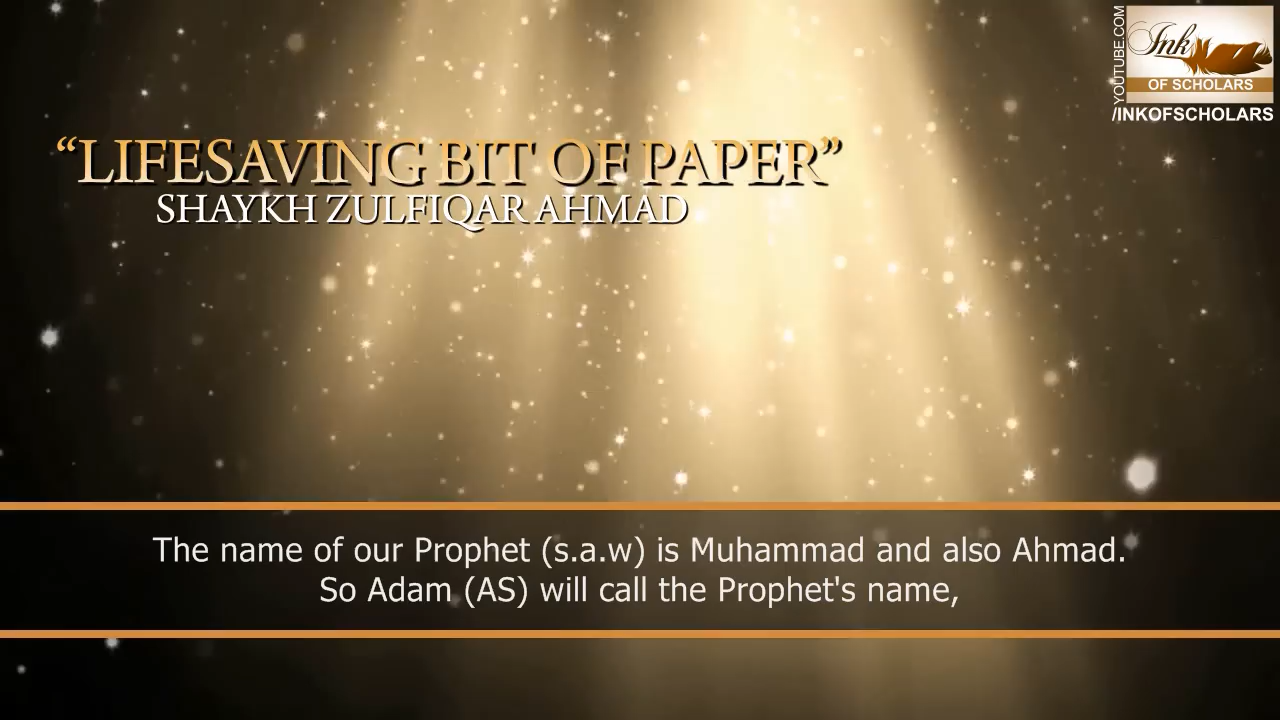 YOUTUBE.COM
Ink
OF SCHOLARS
/INKOFSCHOLARS
“LIFESAVING BIT OF PAPER”
SHAYKH ZULFIQAR AHMAD
The name of our Prophet (s.a.w) is Muhammad and also Ahmad.
So Adam (AS) will call the Prophet's name,